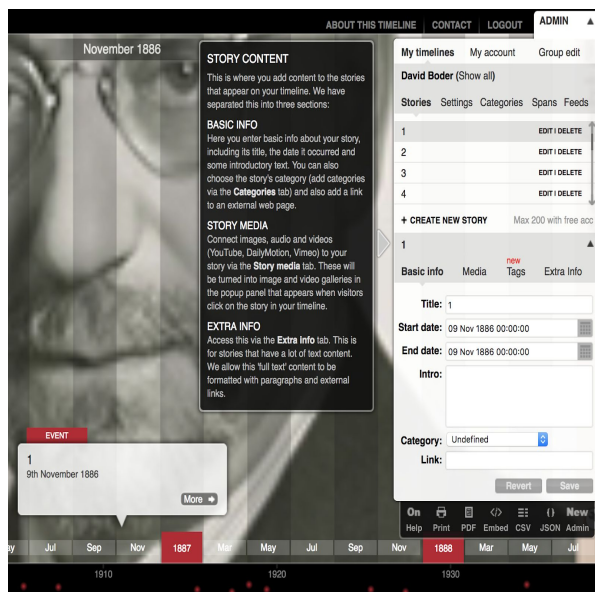 ABOUT THIS TIMELINE CONTACT LOGOUT ADMIN
November 1886
STORY CONTENT
This is where you add content to the stories
that appear on your timeline. We have
separated this into three sections:
BASIC INFO
Here you enter basic info about your story,
including its title, the date it occurred and
some introductory text. You can also
choose the story's category (add categories
via the Categories tab) and also add a link
to an external web page.
STORY MEDIA
Connect images, audio and videos
(YouTube, DailyMotion, Vimeo) to your
story via the Story media tab. These will
be turned into image and video galleries in
the popup panel that appears when visitors
click on the story in your timeline.
EXTRA INFO
Access this via the Extra info tab. This is
for stories that have a lot of text content.
We allow this 'full text' content to be
formatted with paragraphs and external
links.
My timelines My account Group edit
David Boder (Show all)
Stories Settings Categories Spans Feeds
1 EDIT | DELETE
2 EDIT | DELETE
3 EDIT | DELETE
4 EDIT | DELETE
+ CREATE NEW STORY Max 200 with free acc
1
new
Basic info Media Tags Extra Info
Title: 1
Start date: 09 Nov 1886 00:00:00
End date: 09 Nov 1886 00:00:00
Intro:
Category: Undefined
Link:
Revert Save
EVENT
1
9th November 1886
More
On {} New
Help Print PDF Embed CSV JSON Admin
ay Jul Sep Nov 1887 Mar May Jul Sep Nov 1888 Mar May Jul
1910 1920 1930